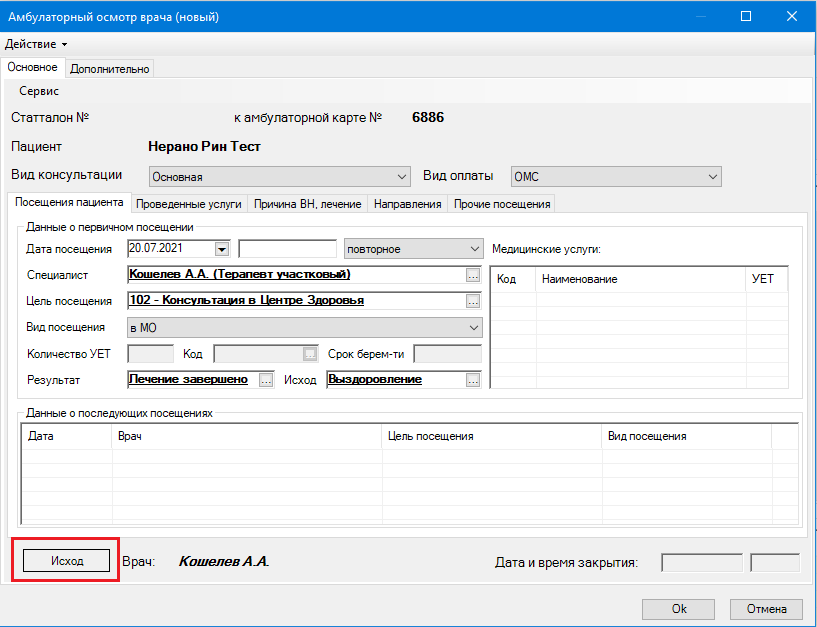 Амбулаторный осмотр врача (новый)
Действие
Основное Дополнительно
Сервис
Статталон № к амбулаторной карте № 6886
Пациент Нерано Рин Тест
Вид консультации Основная Вид оплаты ОМС
Посещения пациента Проведенные услуги Причина ВН, лечение Направления Прочие посещения
Данные о первичном посещении
Дата посещения 20.07.2021 повторное Медицинские услуги:
Специалист Кошелев А.А. (Терапевт участковый) ... Код Наименование УЕТ
Цель посещения 102 - Консультация в Центре Здоровья ...
Вид посещения в МО
Количество УЕТ Код ... Срок берем-ти
Результат Лечение завершено ... Исход Выздоровление ...
Данные о последующих посещениях
Дата Врач Цель посещения Вид посещения
Исход Врач: Кошелев А.А. Дата и время закрытия:
Ok Отмена